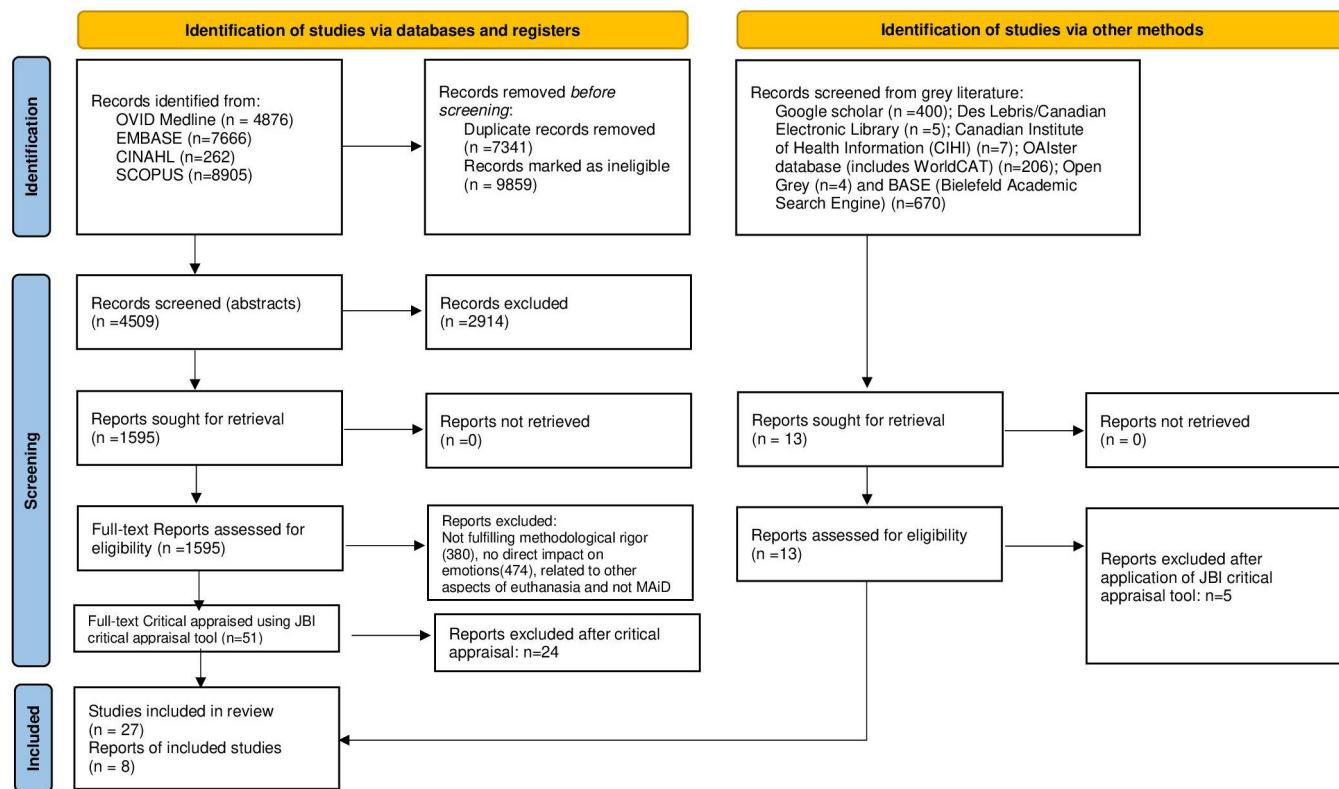 Identification of studies via databases and registers
Identification of studies via other methods
Identification
Records identified from:
OVID Medline (n = 4876)
EMBASE (n=7666)
CINAHL (n=262)
SCOPUS (n=8905)
Records removed before
screening:
Duplicate records removed
(n =7341)
Records marked as ineligible
(n = 9859)
Records screened from grey literature:
Google scholar (n =400); Des Lebris/Canadian
Electronic Library (n =5); Canadian Institute
of Health Information (CIHI) (n=7); OAIster
database (includes WorldCAT) (n=206); Open
Grey (n=4) and BASE (Bielefeld Academic
Search Engine) (n=670)
Screening
Records screened (abstracts)
(n =4509)
Records excluded
(n =2914)
Reports sought for retrieval
(n =1595)
Reports not retrieved
(n =0)
Reports sought for retrieval
(n = 13)
Reports not retrieved
(n = 0)
Full-text Reports assessed for
eligibility (n =1595)
Reports excluded:
Not fulfilling methodological rigor
(380), no direct impact on
emotions(474), related to other
aspects of euthanasia and not MAiD
Reports assessed for eligibility
(n =13)
Reports excluded after
application of JBI critical
appraisal tool: n=5
Full-text Critical appraised using JBI
critical appraisal tool (n=51)
Reports excluded after critical
appraisal: n=24
Included
Studies included in review
(n = 27)
Reports of included studies
(n = 8)